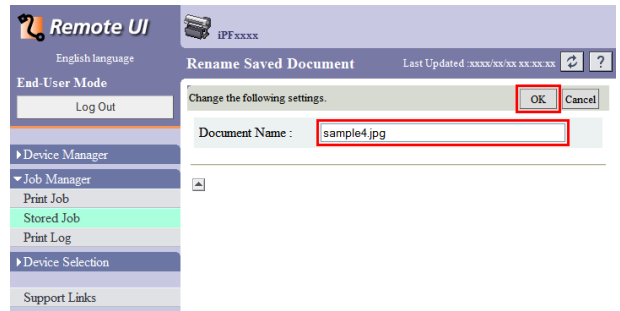 Remote UI
English language
End-User Mode
Log Out
▶Device Manager
▼Job Manager
Print Job
Stored Job
Print Log
▶Device Selection
Support Links
iPFxxxx
Rename Saved Document Last Updated :xxxx/xx/xx xx:xx:xx ?
Change the following settings. OK Cancel
Document Name : sample4.jpg